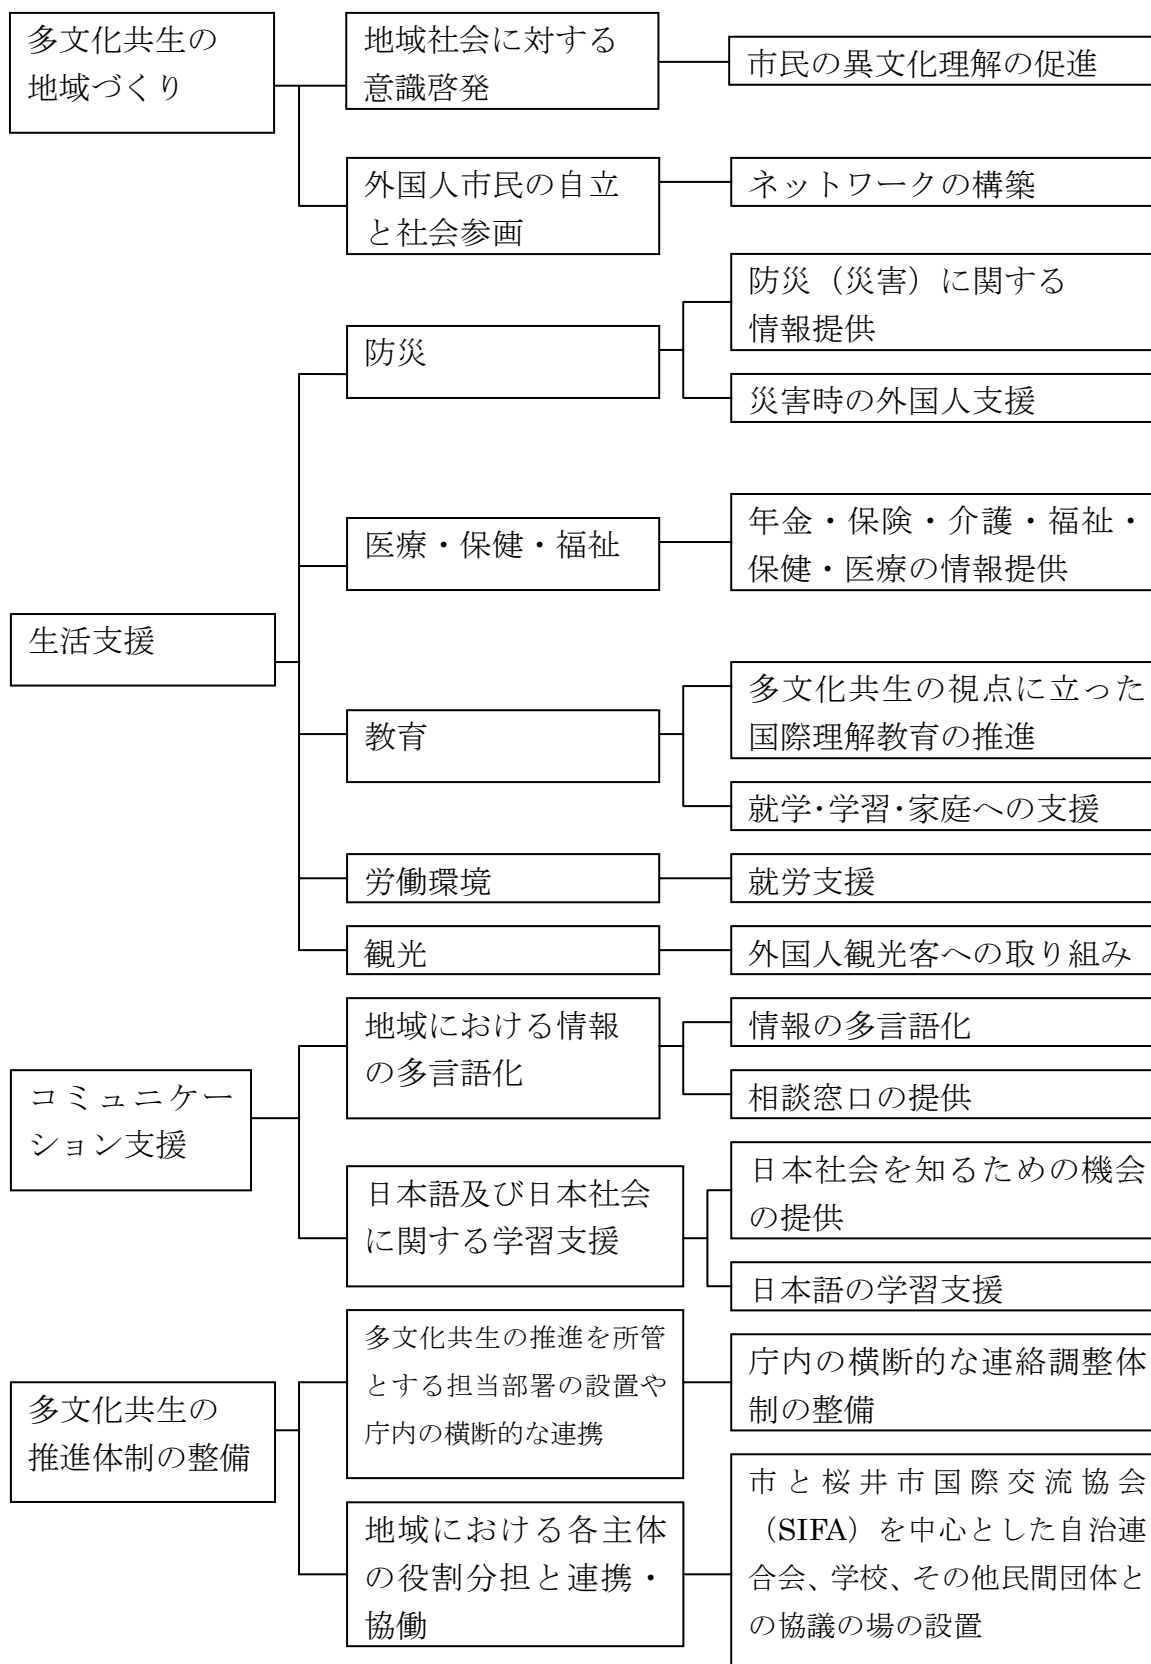 多文化共生の
地域づくり
地域社会に対する
意識啓発
市民の異文化理解の促進
外国人市民の自立
と社会参画
ネットワークの構築
生活支援
防災
防災（災害）に関する
情報提供
災害時の外国人支援
医療・保健・福祉
年金・保険・介護・福祉・
保健・医療の情報提供
教育
多文化共生の視点に立った
国際理解教育の推進
就学・学習・家庭への支援
労働環境
就労支援
観光
外国人観光客への取り組み
コミュニケー
ション支援
地域における情報
の多言語化
情報の多言語化
相談窓口の提供
日本語及び日本社会
に関する学習支援
日本社会を知るための機会
の提供
日本語の学習支援
多文化共生の
推進体制の整備
多文化共生の推進を所管
とする担当部署の設置や
庁内の横断的な連携
庁内の横断的な連絡調整体
制の整備
地域における各主体
の役割分担と連携・
協働
市と桜井市国際交流協会
（SIFA）を中心とした自治連
合会、学校、その他民間団体と
の協議の場の設置